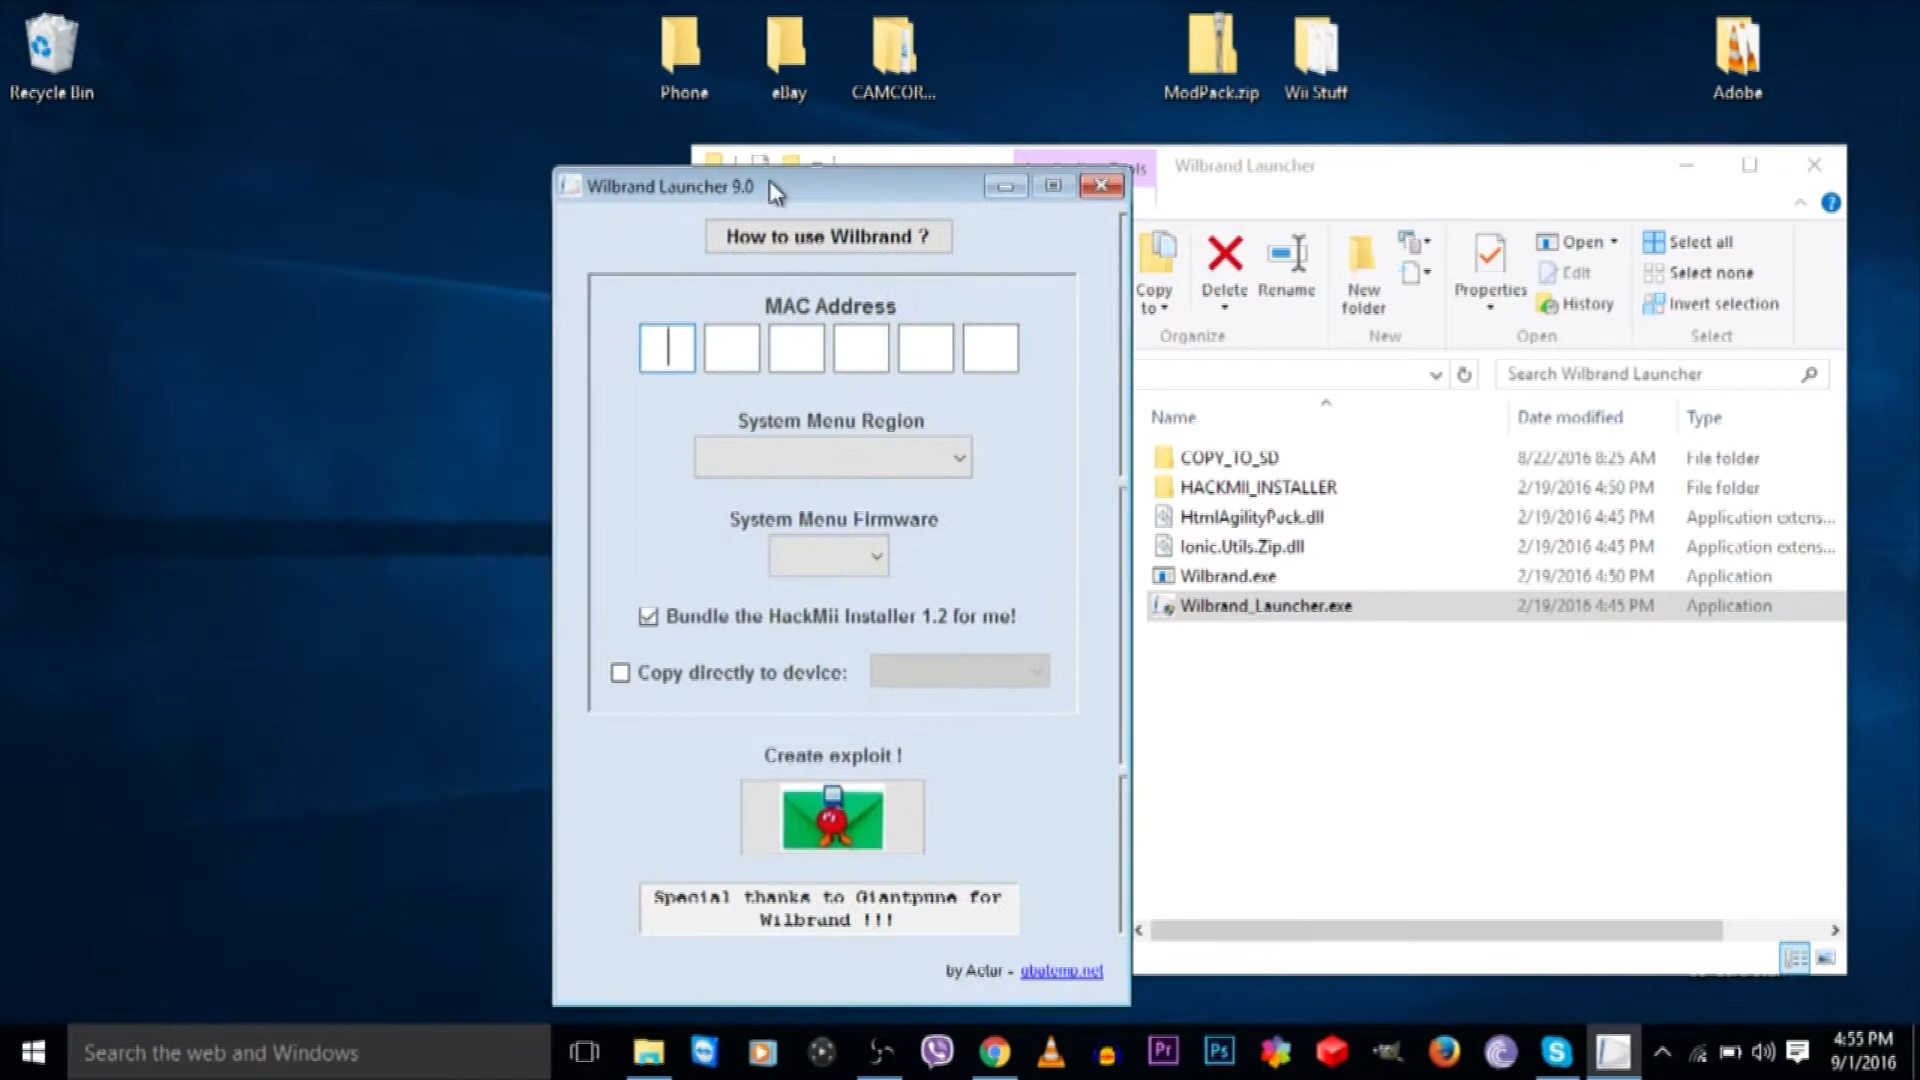 Recycle Bin
Phone
eBay
CAMCOR...
ModPack.zip
Wii Stuff
Adobe
Wilbrand Launcher
Wilbrand Launcher 9.0
How to use Wilbrand ?
MAC Address
System Menu Region
System Menu Firmware
Bundle the HackMii Installer 1.2 for me!
Copy directly to device:
Create exploit !
Special thanks to Giantpune for
Wilbrand !!!
by Actar - gbatemp.net
Copy to
Delete
Rename
New folder
Properties
Open
Edit
History
Select all
Select none
Invert selection
Organize
New
Open
Select
Search Wilbrand Launcher
Name Date modified Type
COPY_TO_SD 8/22/2016 8:25 AM File folder
HACKMII_INSTALLER 2/19/2016 4:50 PM File folder
HtmlAgilityPack.dll 2/19/2016 4:45 PM Application extens...
Ionic.Utils.Zip.dll 2/19/2016 4:45 PM Application extens...
Wilbrand.exe 2/19/2016 4:50 PM Application
Wilbrand_Launcher.exe 2/19/2016 4:45 PM Application
Search the web and Windows
Pr
Ps
4:55 PM
9/1/2016